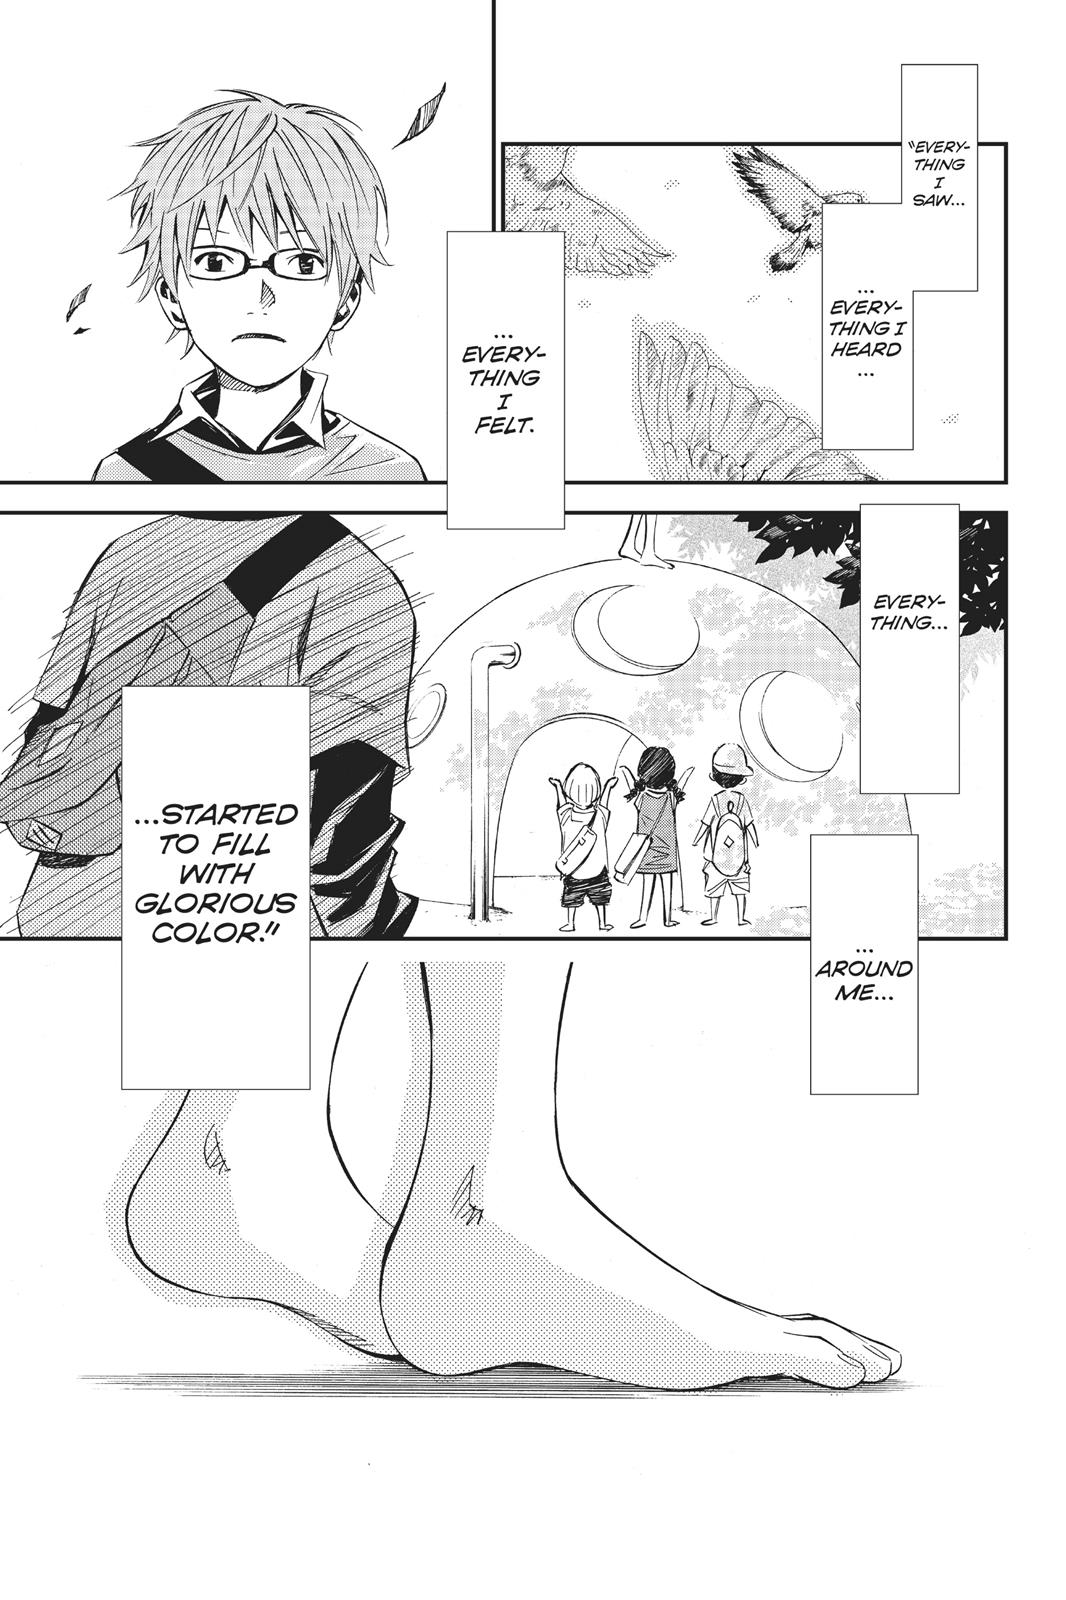 "EVERY-
THING
I
SAW...
...
EVERY-
THING I
HEARD
...
...
EVERY-
THING
I
FELT.
EVERY-
THING...
...
AROUND
ME...
...STARTED
TO FILL
WITH
GLORIOUS
COLOR."